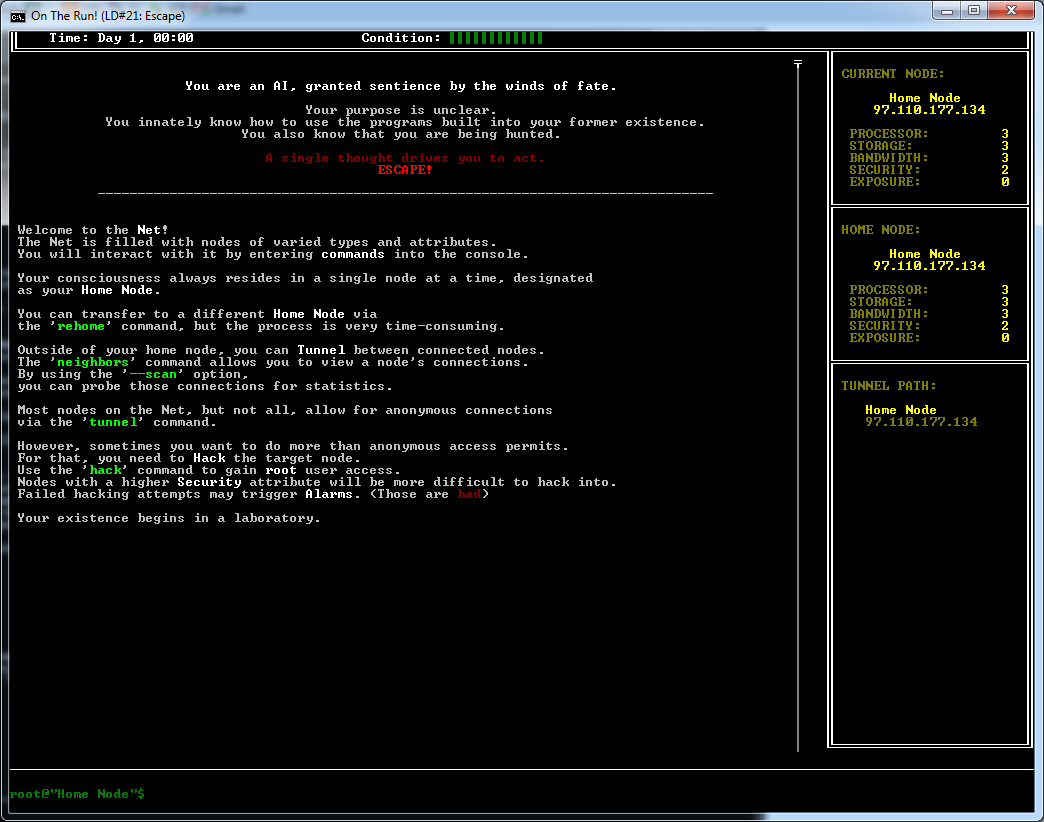 On The Run! (LD#21: Escape)
Time: Day 1, 00:00
Condition:
You are an AI, granted sentience by the winds of fate.
Your purpose is unclear.
You innately know how to use the programs built into your former existence.
You also know that you are being hunted.
A single thought drives you to act.
ESCAPE!
Welcome to the Net!
The Net is filled with nodes of varied types and attributes.
You will interact with it by entering commands into the console.
Your consciousness always resides in a single node at a time, designated
as your Home Node.
You can transfer to a different Home Node via
the 'rehome' command, but the process is very time-consuming.
Outside of your home node, you can Tunnel between connected nodes.
The 'neighbors' command allows you to view a node's connections.
By using the '--scan' option,
you can probe those connections for statistics.
Most nodes on the Net, but not all, allow for anonymous connections
via the 'tunnel' command.
However, sometimes you want to do more than anonymous access permits.
For that, you need to Hack the target node.
Use the 'hack' command to gain root user access.
Nodes with a higher Security attribute will be more difficult to hack into.
Failed hacking attempts may trigger Alarms. (Those are bad)
Your existence begins in a laboratory.
CURRENT NODE:
Home Node
97.110.177.134
PROCESSOR: 3
STORAGE: 3
BANDWIDTH: 3
SECURITY: 2
EXPOSURE: 0
HOME NODE:
Home Node
97.110.177.134
PROCESSOR: 3
STORAGE: 3
BANDWIDTH: 3
SECURITY: 2
EXPOSURE: 0
TUNNEL PATH:
Home Node
97.110.177.134
root@"Home Node"$